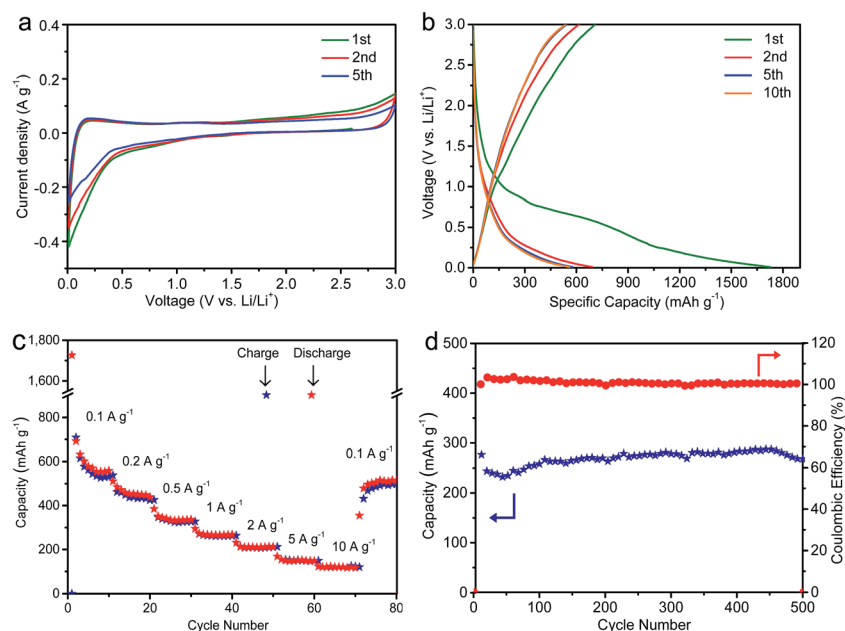 a
0.4
0.2
0.0
-0.2
-0.4
Current density (A g⁻¹)
1st
2nd
5th
0.0 0.5 1.0 1.5 2.0 2.5 3.0
Voltage (V vs. Li/Li⁺)
b
3.0
2.5
2.0
1.5
1.0
0.5
0.0
Voltage (V vs. Li/Li⁺)
1st
2nd
5th
10th
0 300 600 900 1200 1500 1800
Specific Capacity (mAh g⁻¹)
c
1,800
1,600
800
600
400
200
0
Capacity (mAh g⁻¹)
Charge Discharge
0.1 A g⁻¹
0.2 A g⁻¹
0.5 A g⁻¹
1 A g⁻¹
2 A g⁻¹
5 A g⁻¹
10 A g⁻¹
0.1 A g⁻¹
0 20 40 60 80
Cycle Number
d
500
400
300
200
100
0
Capacity (mAh g⁻¹)
120
100
80
60
40
20
0
Coulombic Efficiency (%)
0 100 200 300 400 500
Cycle Number